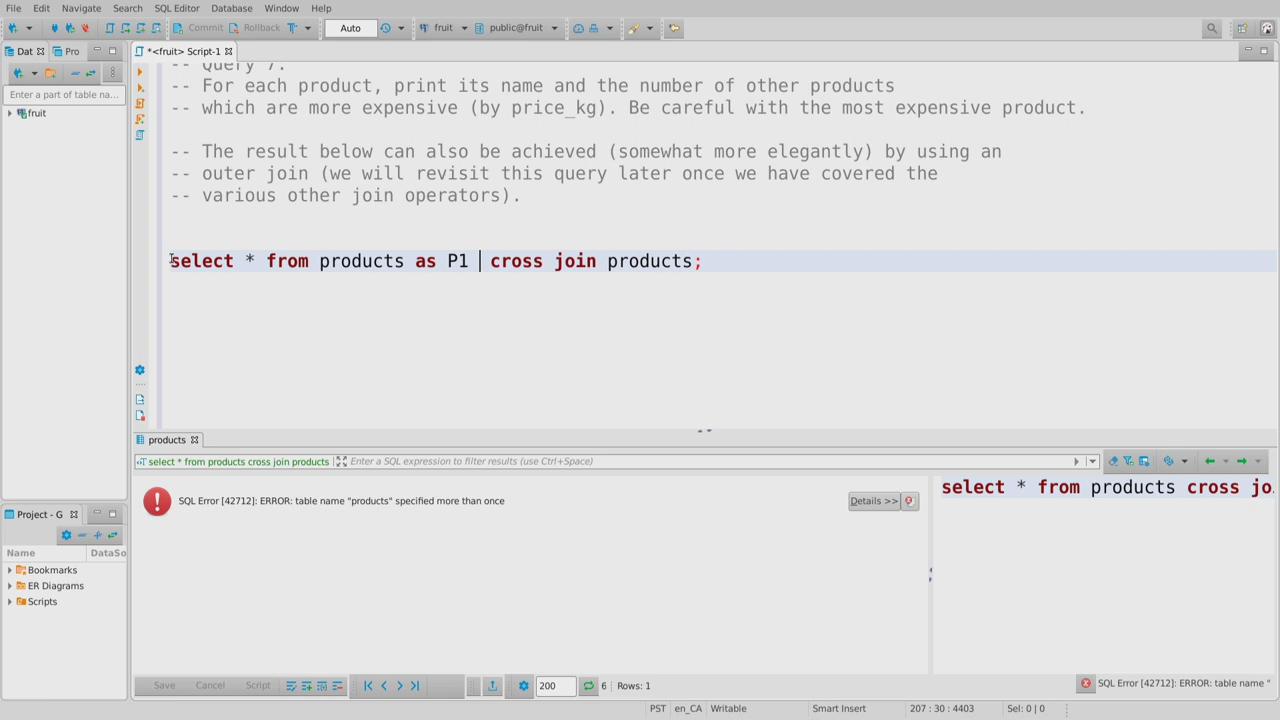 File Edit Navigate Search SQL Editor Database Window Help
Commit Rollback Auto fruit public@fruit
Dat Pro *<fruit> Script-1
Enter a part of table na...
fruit
-- Query 7.
-- For each product, print its name and the number of other products
-- which are more expensive (by price_kg). Be careful with the most expensive product.
-- The result below can also be achieved (somewhat more elegantly) by using an
-- outer join (we will revisit this query later once we have covered the
-- various other join operators).
select * from products as P1 cross join products;
products
select * from products cross join products Enter a SQL expression to filter results (use Ctrl+Space)
SQL Error [42712]: ERROR: table name "products" specified more than once Details >>
select * from products cross jo
Project - G
Name DataSo
Bookmarks
ER Diagrams
Scripts
Save Cancel Script 200 6 Rows: 1
SQL Error [42712]: ERROR: table name "
PST en_CA Writable Smart Insert 207 : 30 : 4403 Sel: 0 | 0